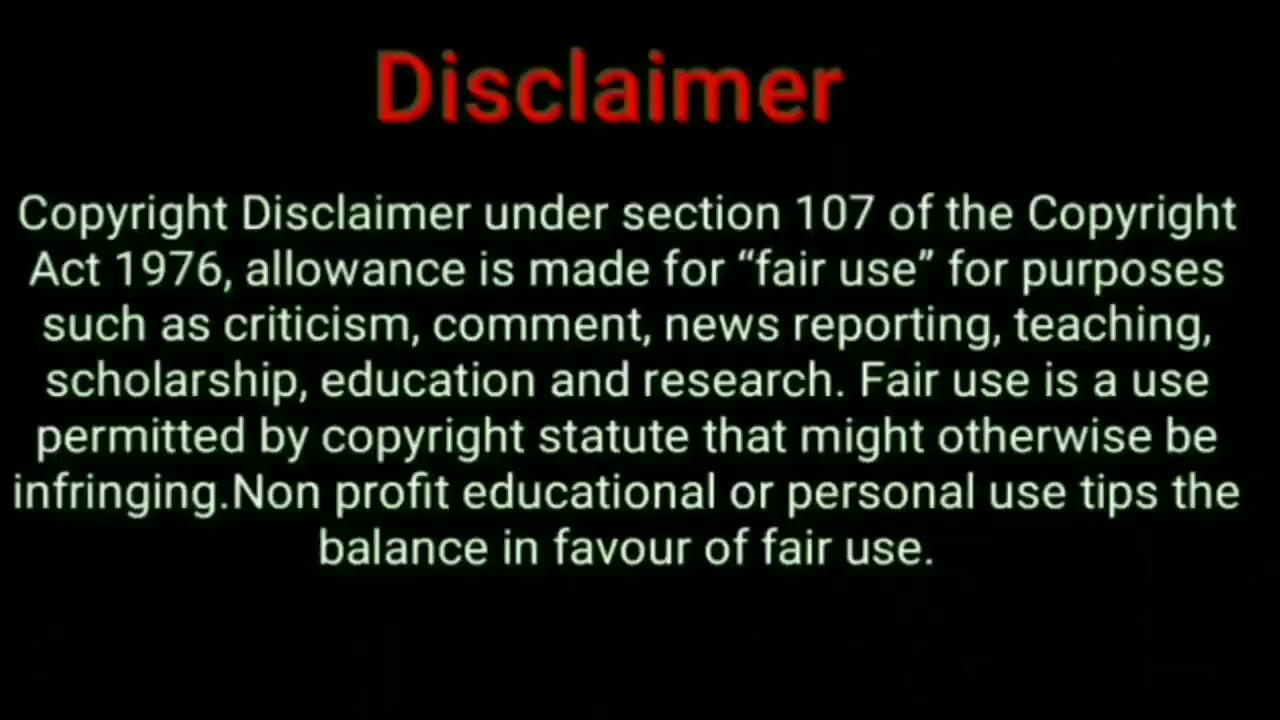 Disclaimer
Copyright Disclaimer under section 107 of the Copyright
Act 1976, allowance is made for “fair use” for purposes
such as criticism, comment, news reporting, teaching,
scholarship, education and research. Fair use is a use
permitted by copyright statute that might otherwise be
infringing.Non profit educational or personal use tips the
balance in favour of fair use.